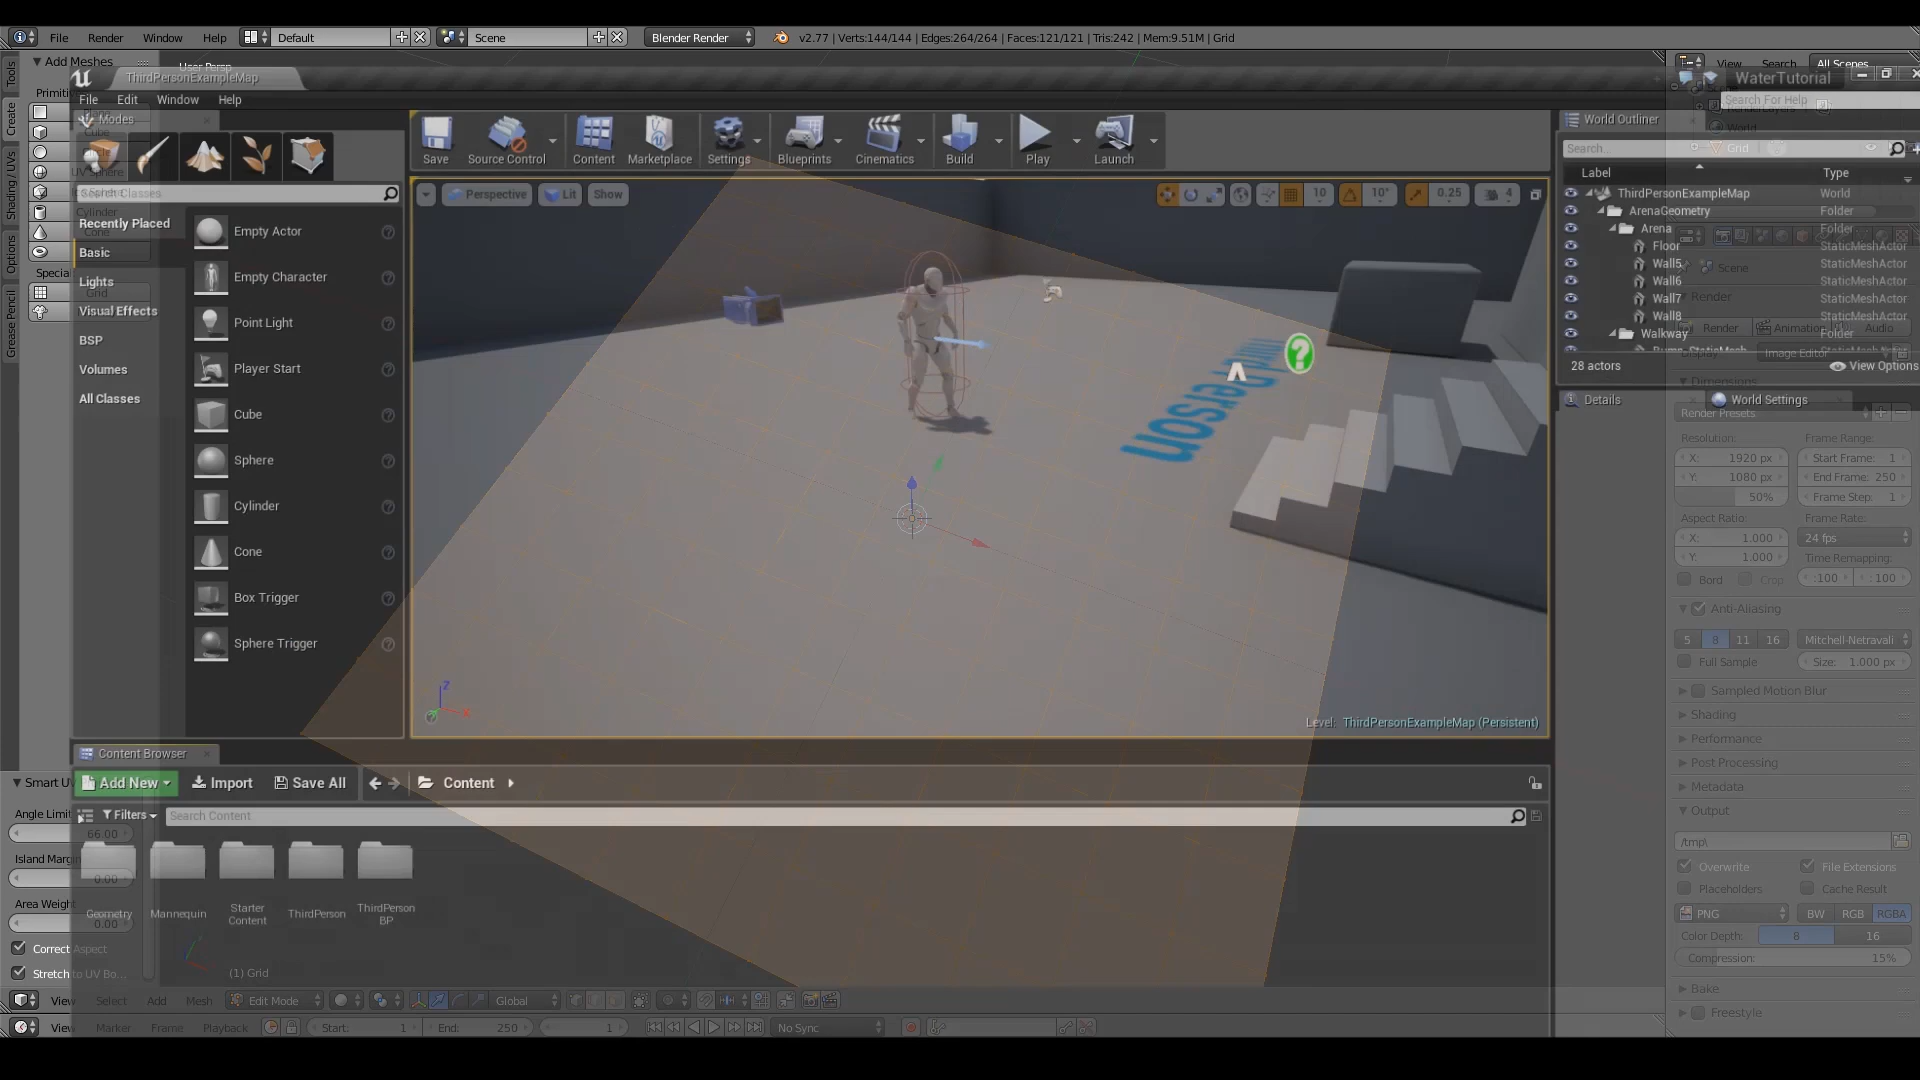 File Render Window Help Default Scene Blender Render v2.77 | Verts:144/144 | Edges:264/264 | Faces:121/121 | Tris:242 | Mem:9.51M | Grid
Add Meshes User Persp View Search All Scenes
ThirdPersonExampleMap WaterTutorial
File Edit Window Help Search For Help
Modes World Outliner
Tools
Create
Shading / UVs
Options
Grease Pencil
Save Source Control Content Marketplace Settings Blueprints Cinematics Build Play Launch
Search Classes
Perspective Lit Show 10 10° 0.25 4
Recently Placed
Basic
Lights
Visual Effects
BSP
Volumes
All Classes
Empty Actor
Empty Character
Point Light
Player Start
Cube
Sphere
Cylinder
Cone
Box Trigger
Sphere Trigger
Person
Z
X
Level: ThirdPersonExampleMap (Persistent)
Search...
Grid
Label Type
ThirdPersonExampleMap World
ArenaGeometry Folder
Arena Folder
Floor StaticMeshActor
Wall5 StaticMeshActor
Wall6 StaticMeshActor
Wall7 StaticMeshActor
Wall8 StaticMeshActor
Walkway Folder
28 actors View Options
Scene
Render
Render Animation Audio
Display Image Editor
Dimensions
Details World Settings
Render Presets
Resolution: Frame Range:
X: 1920 px Start Frame: 1
Y: 1080 px End Frame: 250
50% Frame Step: 1
Aspect Ratio: Frame Rate:
X: 1.000 24 fps
Y: 1.000 Time Remapping:
Bord Crop :100 : 100
Anti-Aliasing
5 8 11 16 Mitchell-Netravali
Full Sample Size: 1.000 px
Sampled Motion Blur
Shading
Performance
Post Processing
Metadata
Output
/tmp\
Overwrite File Extensions
Placeholders Cache Result
PNG BW RGB RGBA
Color Depth: 8 16
Compression: 15%
Bake
Freestyle
Content Browser
Smart UV Add New Import Save All Content
Angle Limit Filters Search Content
66.00
Island Margin
0.00
Area Weight
0.00
Geometry Mannequin Starter Content ThirdPerson ThirdPerson BP
Correct Aspect
Stretch to UV Bo...
(1) Grid
View Select Add Mesh Edit Mode Global
View Marker Frame Playback Start: 1 End: 250 1 No Sync